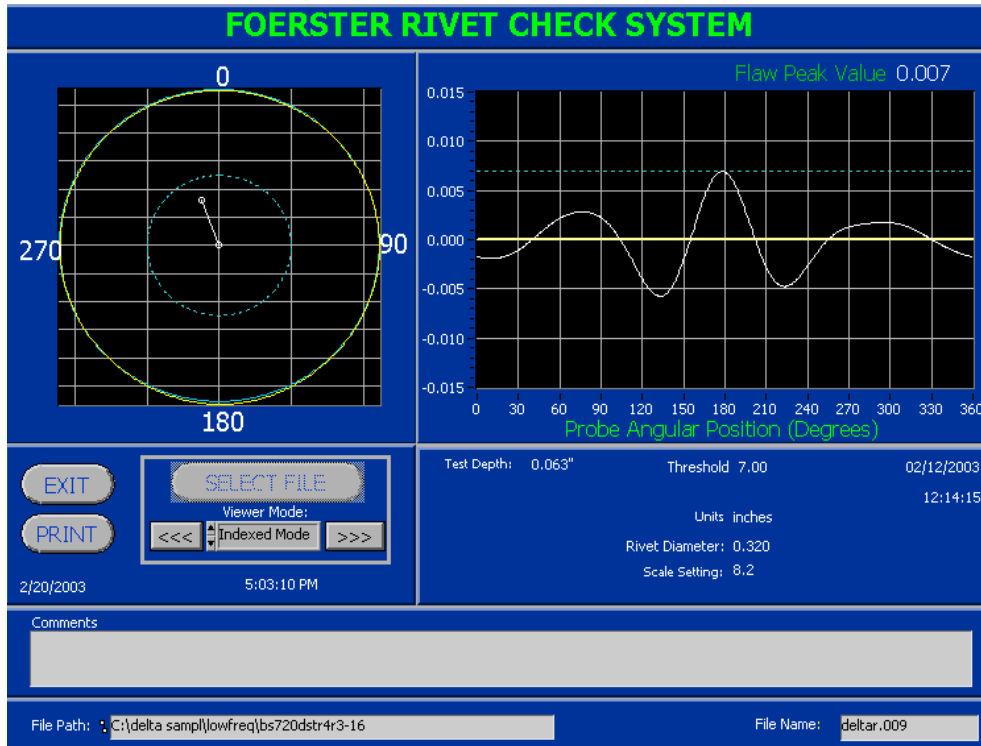 FOERSTER RIVET CHECK SYSTEM
0
270
90
180
Flaw Peak Value 0.007
0.015
0.010
0.005
0.000
-0.005
-0.010
-0.015
0 30 60 90 120 150 180 210 240 270 300 330 360
Probe Angular Position (Degrees)
EXIT
PRINT
SELECT FILE
Viewer Mode:
<<< Indexed Mode >>>
2/20/2003 5:03:10 PM
Test Depth: 0.063" Threshold 7.00 02/12/2003
12:14:15
Units inches
Rivet Diameter: 0.320
Scale Setting: 8.2
Comments
File Path: C:\delta sampl\lowfreq\bs720dstr4r3-16 File Name: deltar.009